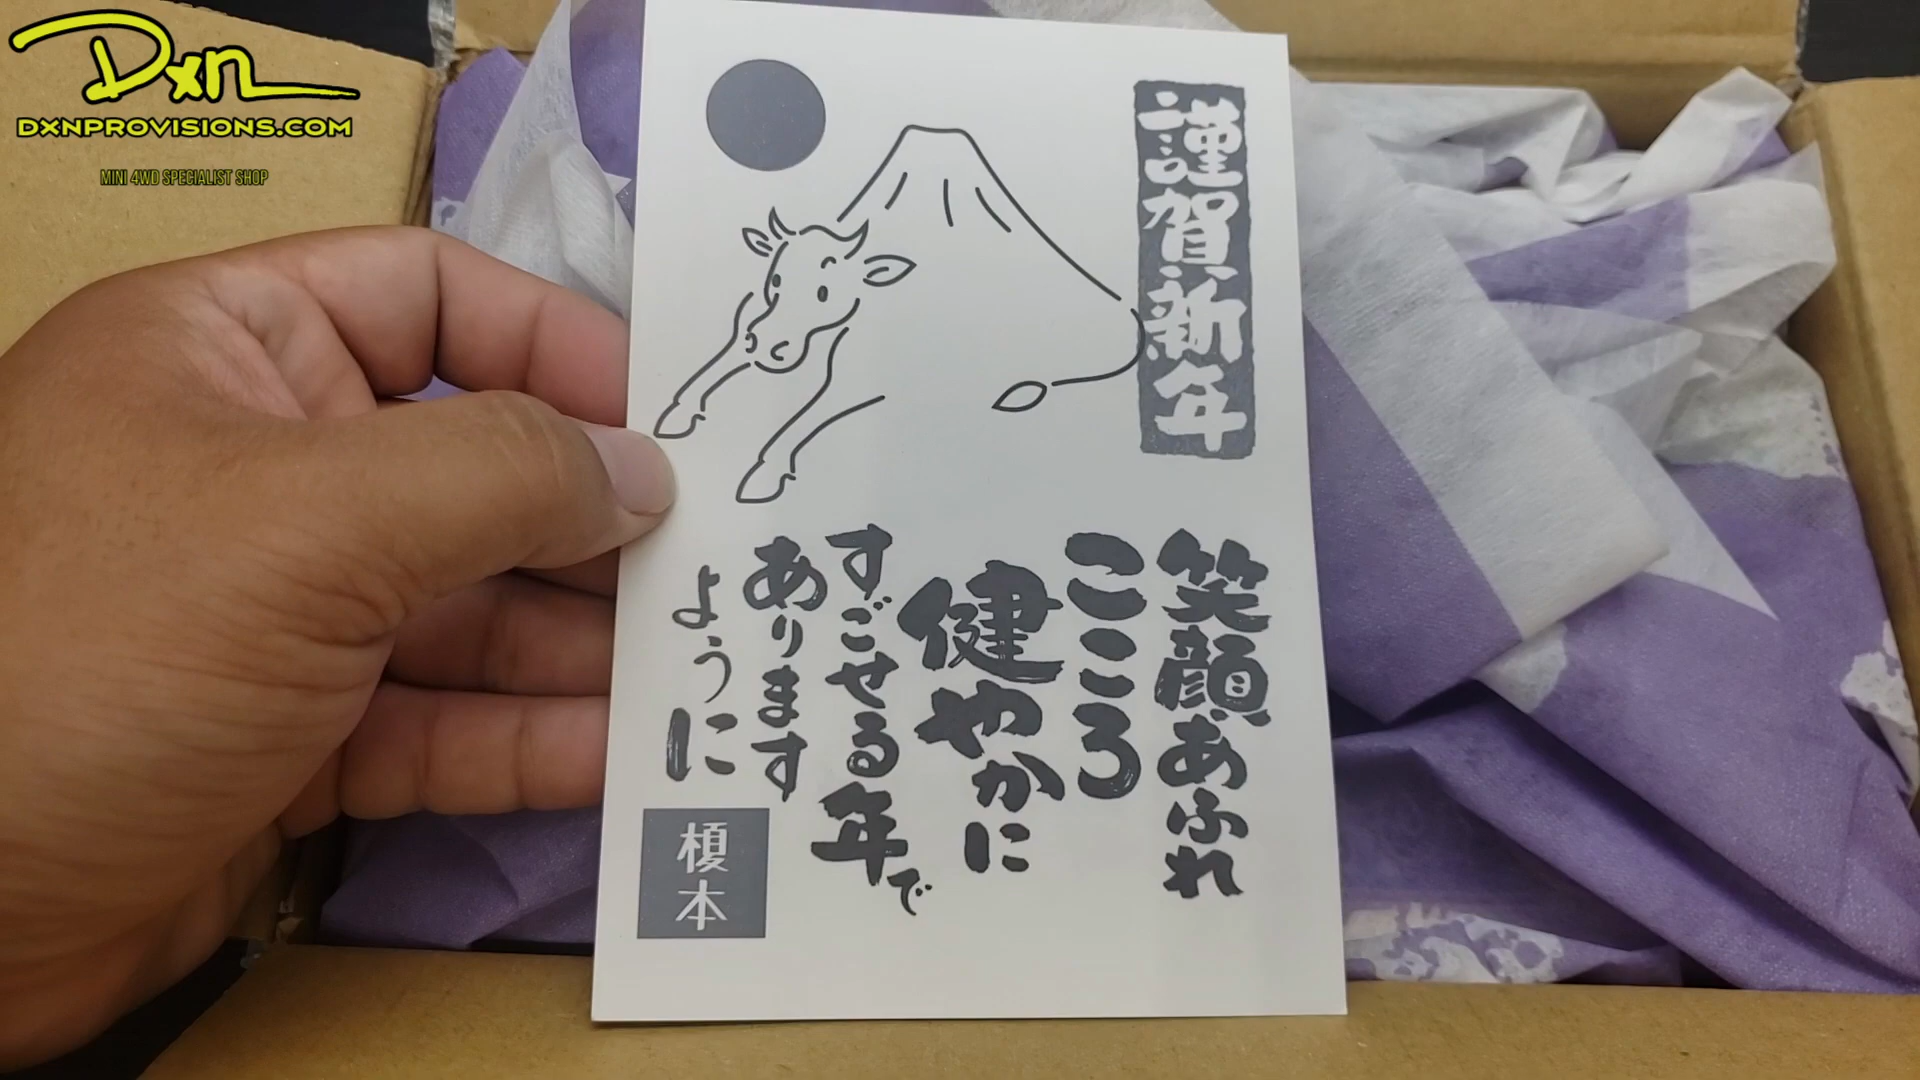 Dxn
DXNPROVISIONS.COM
MINI 4WD SPECIALIST SHOP
謹賀新年
笑顔あふれ
こころ
健やかに
すごせる年で
あります
ように
榎本